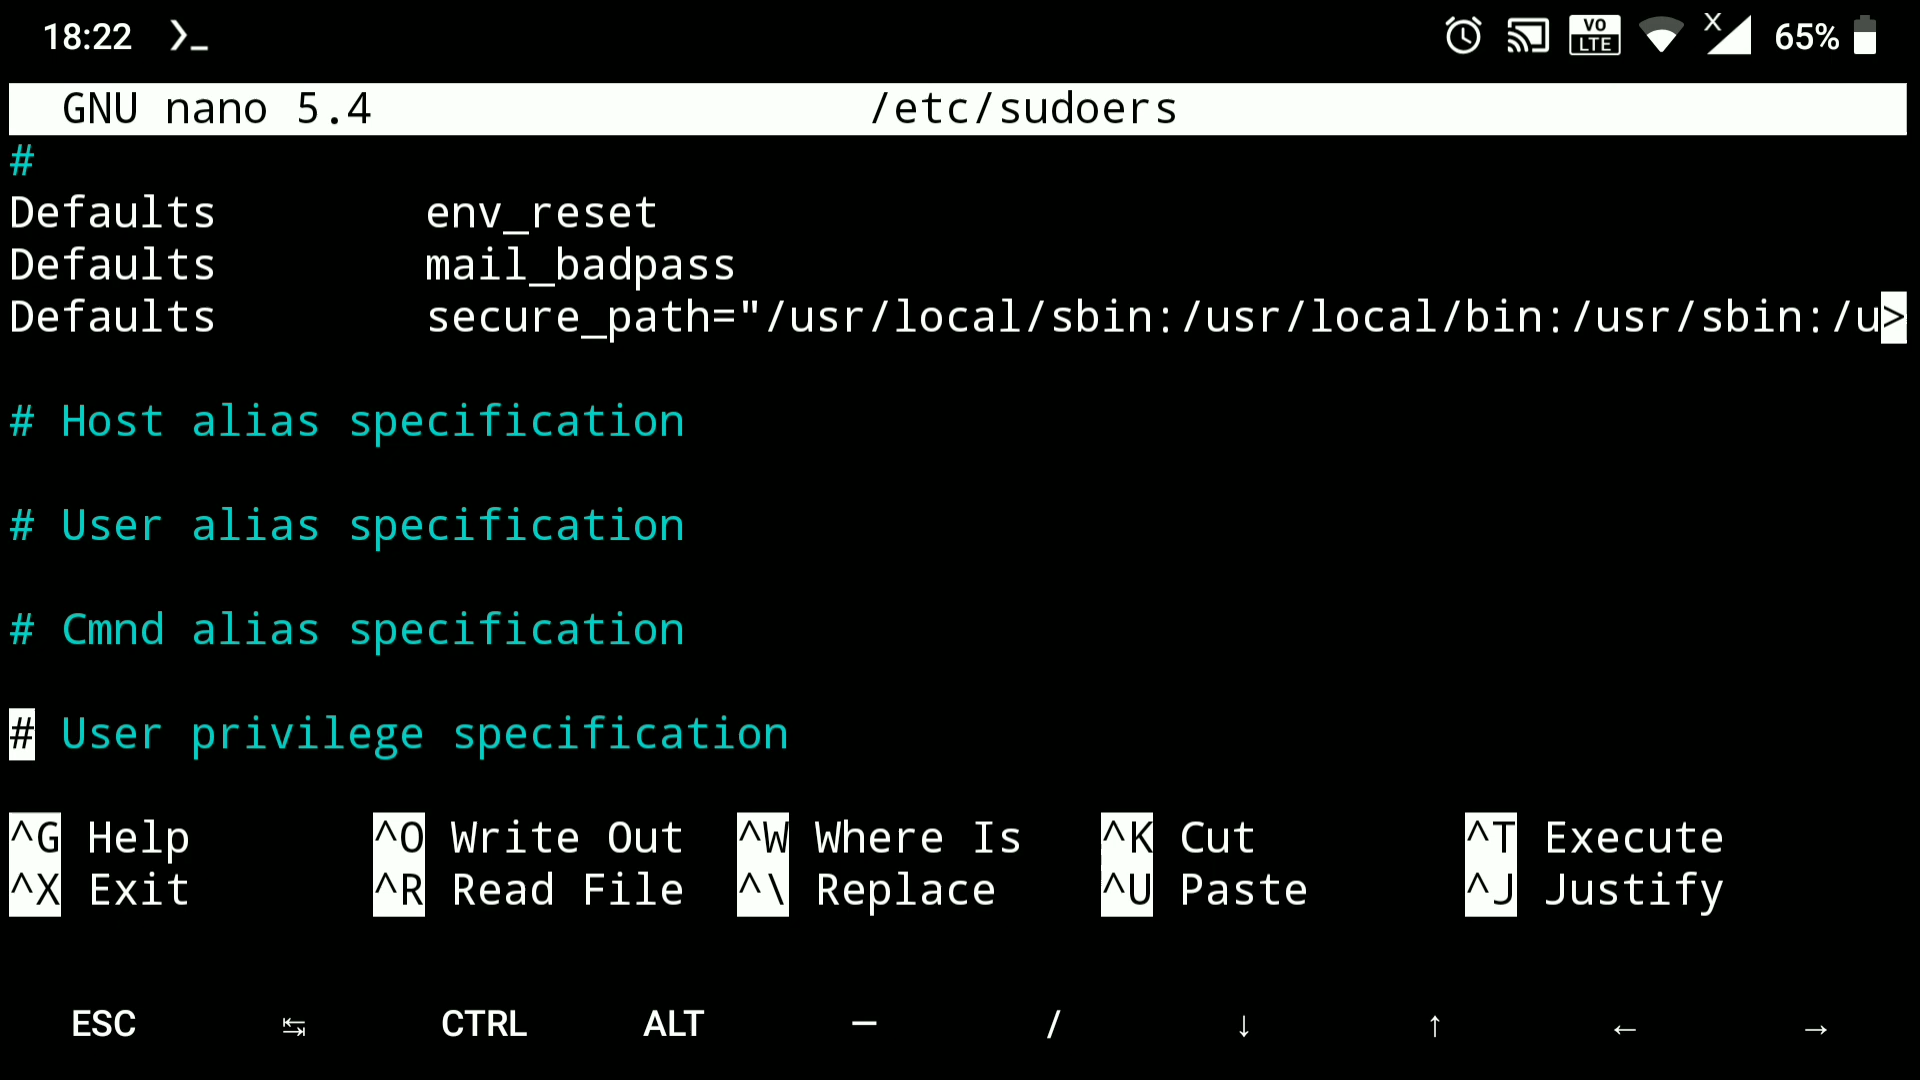 18:22 VO LTE X 65%
GNU nano 5.4 /etc/sudoers
#
Defaults env_reset
Defaults mail_badpass
Defaults secure_path="/usr/local/sbin:/usr/local/bin:/usr/sbin:/u>
# Host alias specification
# User alias specification
# Cmnd alias specification
# User privilege specification
^G Help ^O Write Out ^W Where Is ^K Cut ^T Execute
^X Exit ^R Read File ^\ Replace ^U Paste ^J Justify
ESC ↹ CTRL ALT — / ↓ ↑ ← →